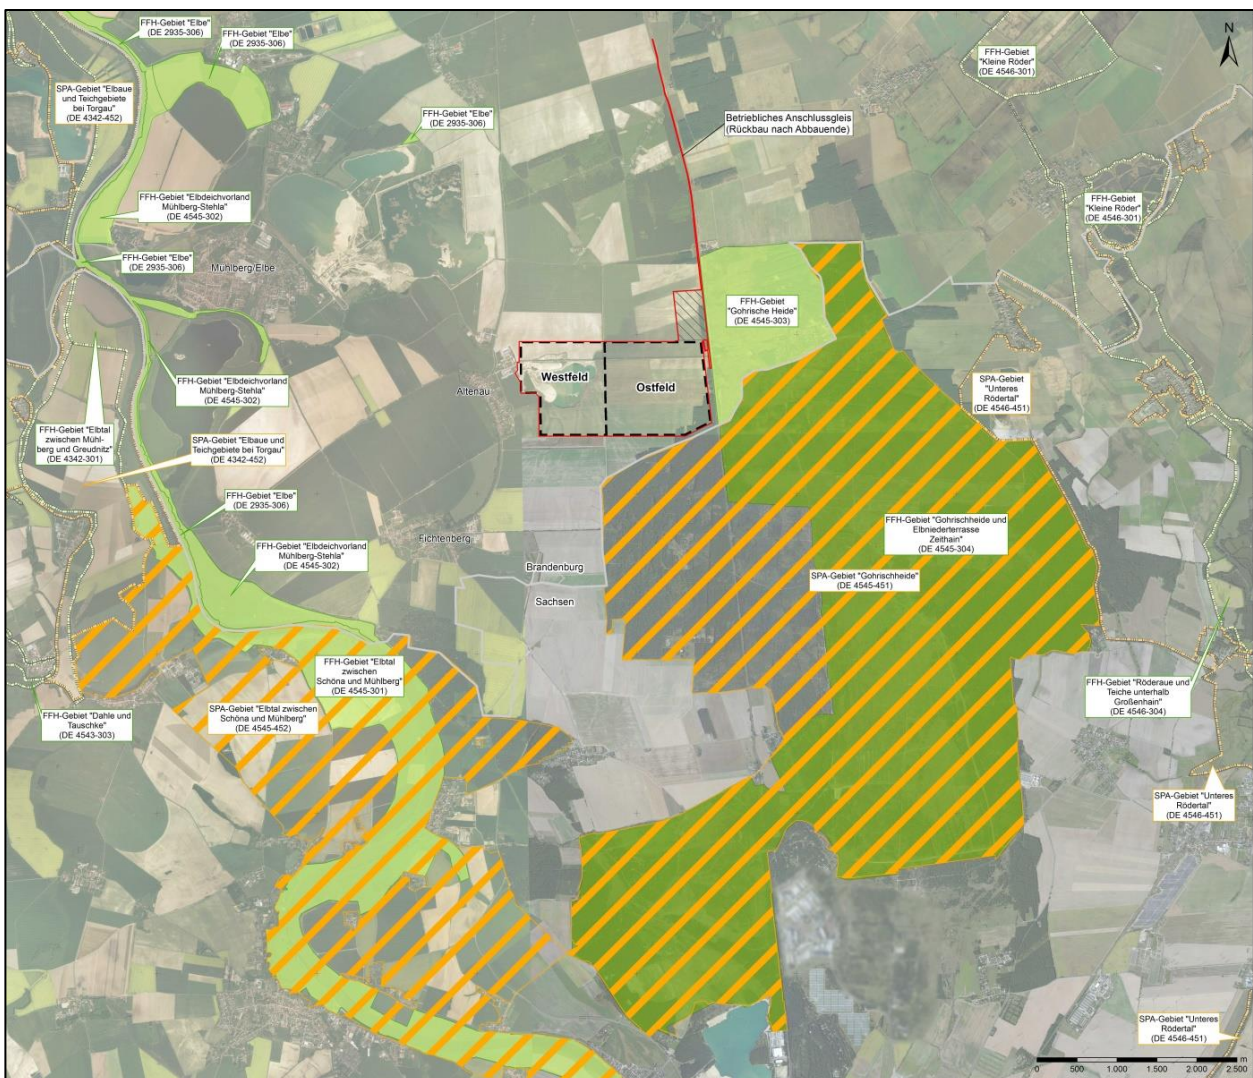 FFH-Gebiet "Elbe"
(DE 2935-306)
FFH-Gebiet "Elbe"
(DE 2935-306)
N
FFH-Gebiet
"Kleine Röder"
(DE 4546-301)
SPA-Gebiet "Elbaue
und Teichgebiete
bei Torgau"
(DE 4342-452)
FFH-Gebiet "Elbe"
(DE 2935-306)
Betriebliches Anschlussgleis
(Rückbau nach Abbauende)
FFH-Gebiet "Elbdeichvorland
Mühlberg-Stehla"
(DE 4545-302)
FFH-Gebiet
"Kleine Röder"
(DE 4546-301)
FFH-Gebiet "Elbe"
(DE 2935-306)
Mühlberg/Elbe
FFH-Gebiet
"Gohrische Heide"
(DE 4545-303)
Westfeld
Ostfeld
FFH-Gebiet "Elbdeichvorland
Mühlberg-Stehla"
(DE 4545-302)
Altenau
SPA-Gebiet
"Unteres
Rödertal"
(DE 4546-451)
FFH-Gebiet "Elbtal
zwischen Mühl-
berg und Greudnitz"
(DE 4342-301)
SPA-Gebiet "Elbaue und
Teichgebiete bei Torgau"
(DE 4342-452)
FFH-Gebiet "Elbe"
(DE 2935-306)
Fichtenberg
FFH-Gebiet "Gohrischheide und
Elbniederterrasse
Zeithain"
(DE 4545-304)
FFH-Gebiet "Elbdeichvorland
Mühlberg-Stehla"
(DE 4545-302)
Brandenburg
SPA-Gebiet "Gohrischheide"
(DE 4545-451)
Sachsen
FFH-Gebiet "Elbtal
zwischen
Schöna und Mühlberg"
(DE 4545-301)
FFH-Gebiet "Röderaue und
Teiche unterhalb
Großenhain"
(DE 4546-304)
SPA-Gebiet "Elbtal zwischen
Schöna und Mühlberg"
(DE 4545-452)
FFH-Gebiet "Dahle und
Tauschke"
(DE 4543-303)
SPA-Gebiet "Unteres
Rödertal"
(DE 4546-451)
SPA-Gebiet "Unteres
Rödertal"
(DE 4546-451)
m
0 500 1.000 1.500 2.000 2.500